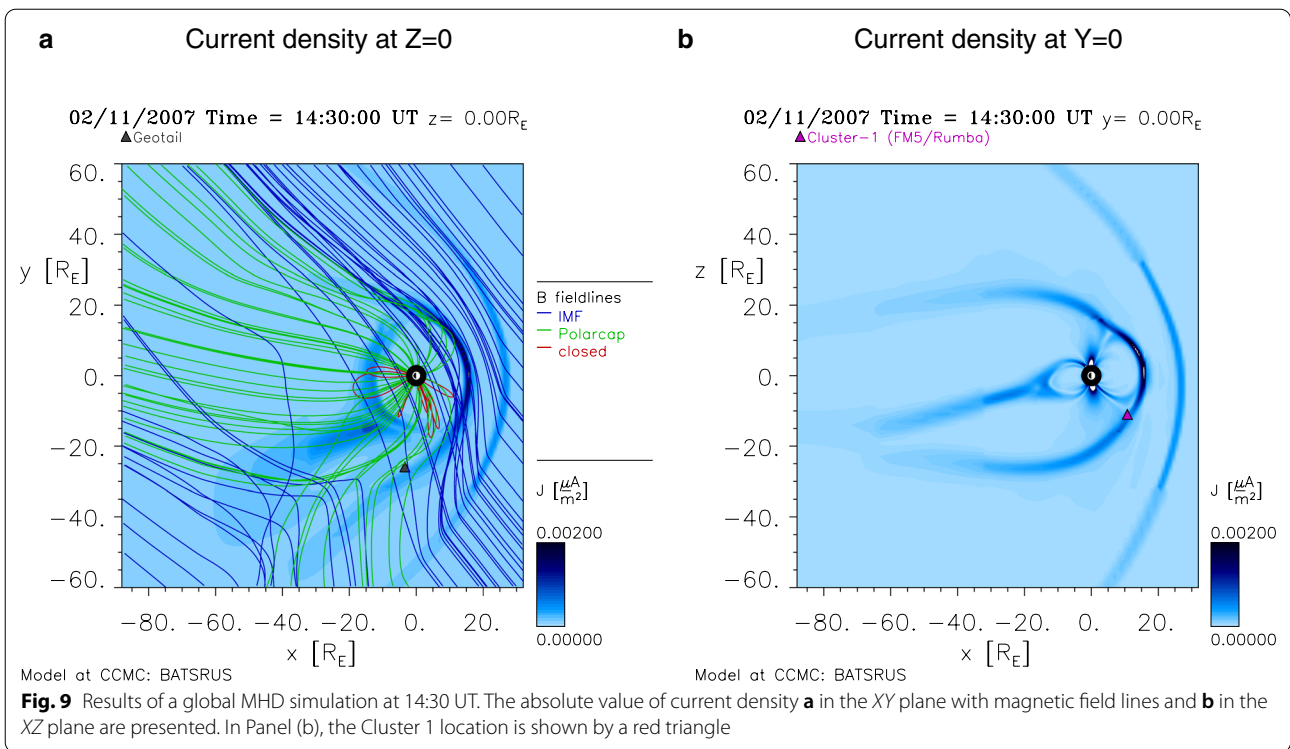 a Current density at Z=0
02/11/2007 Time = 14:30:00 UT z= 0.00R_E
▲Geotail
60.
40.
20.
0.
−20.
−40.
−60.
y [R_E]
−80. −60. −40. −20. 0. 20.
x [R_E]
Model at CCMC: BATSRUS
B fieldlines
IMF
Polarcap
closed
J [μA/m²]
0.00200
0.00000
b Current density at Y=0
02/11/2007 Time = 14:30:00 UT y= 0.00R_E
▲Cluster−1 (FM5/Rumba)
60.
40.
20.
0.
−20.
−40.
−60.
z [R_E]
−80. −60. −40. −20. 0. 20.
x [R_E]
Model at CCMC: BATSRUS
J [μA/m²]
0.00200
0.00000
Fig. 9 Results of a global MHD simulation at 14:30 UT. The absolute value of current density a in the XY plane with magnetic field lines and b in the
XZ plane are presented. In Panel (b), the Cluster 1 location is shown by a red triangle